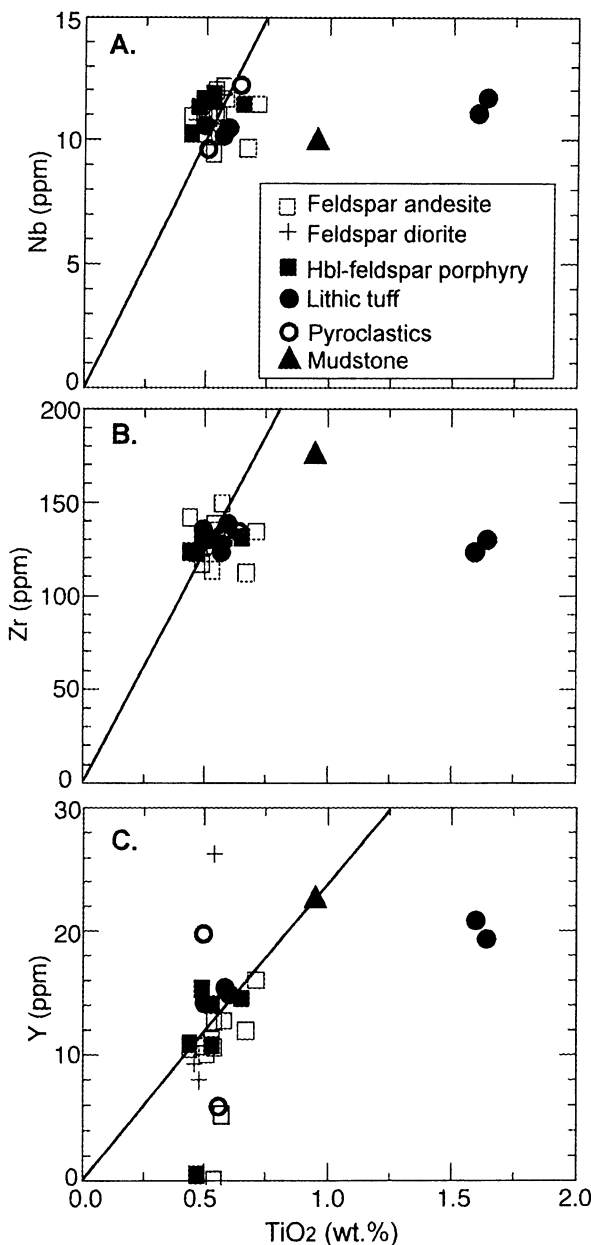 15
A.
10
Nb (ppm)
5
0
Feldspar andesite
Feldspar diorite
Hbl-feldspar porphyry
Lithic tuff
Pyroclastics
Mudstone
200
B.
150
Zr (ppm)
100
50
0
30
C.
20
Y (ppm)
10
0
0.0 0.5 1.0 1.5 2.0
TiO2 (wt.%)